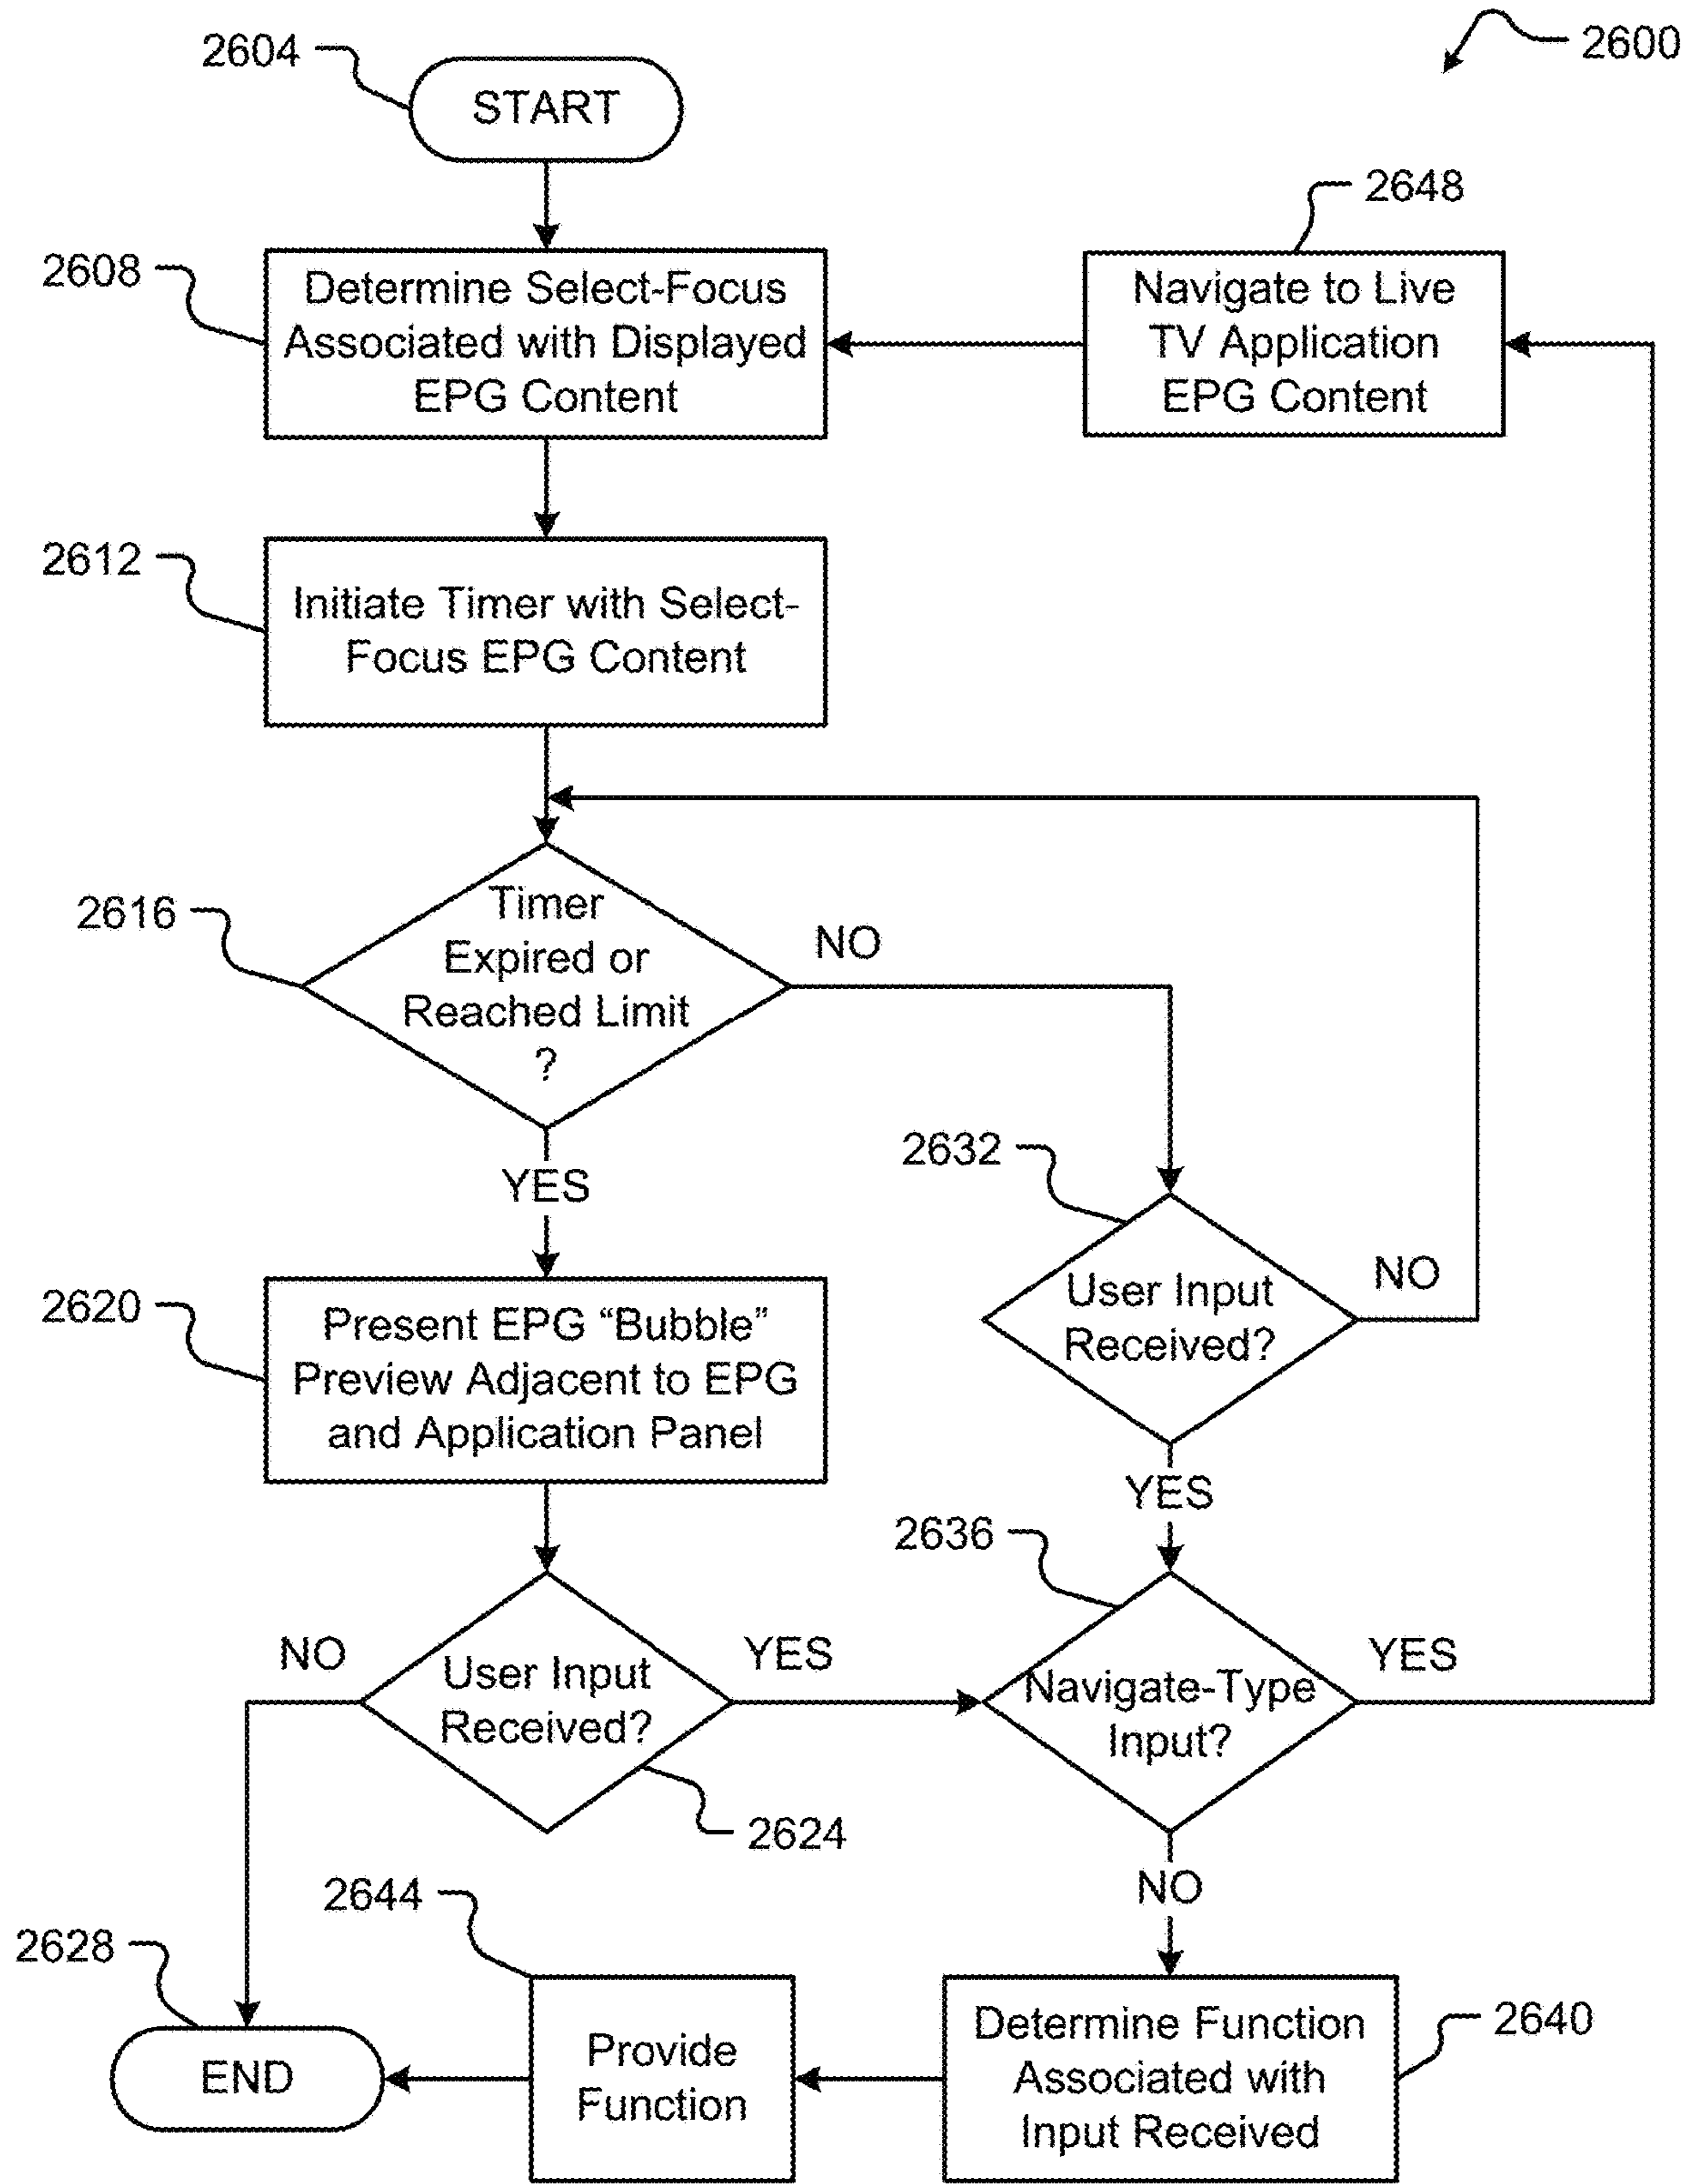 2600
2604
START
2648
2608
Determine Select-Focus
Associated with Displayed
EPG Content
Navigate to Live
TV Application
EPG Content
2612
Initiate Timer with Select-
Focus EPG Content
2616
Timer
Expired or
Reached Limit
?
NO
YES
2632
User Input
Received?
NO
2620
Present EPG “Bubble”
Preview Adjacent to EPG
and Application Panel
YES
2636
NO
User Input
Received?
YES
Navigate-Type
Input?
YES
2624
NO
2644
2628
END
Provide
Function
Determine Function
Associated with
Input Received
2640